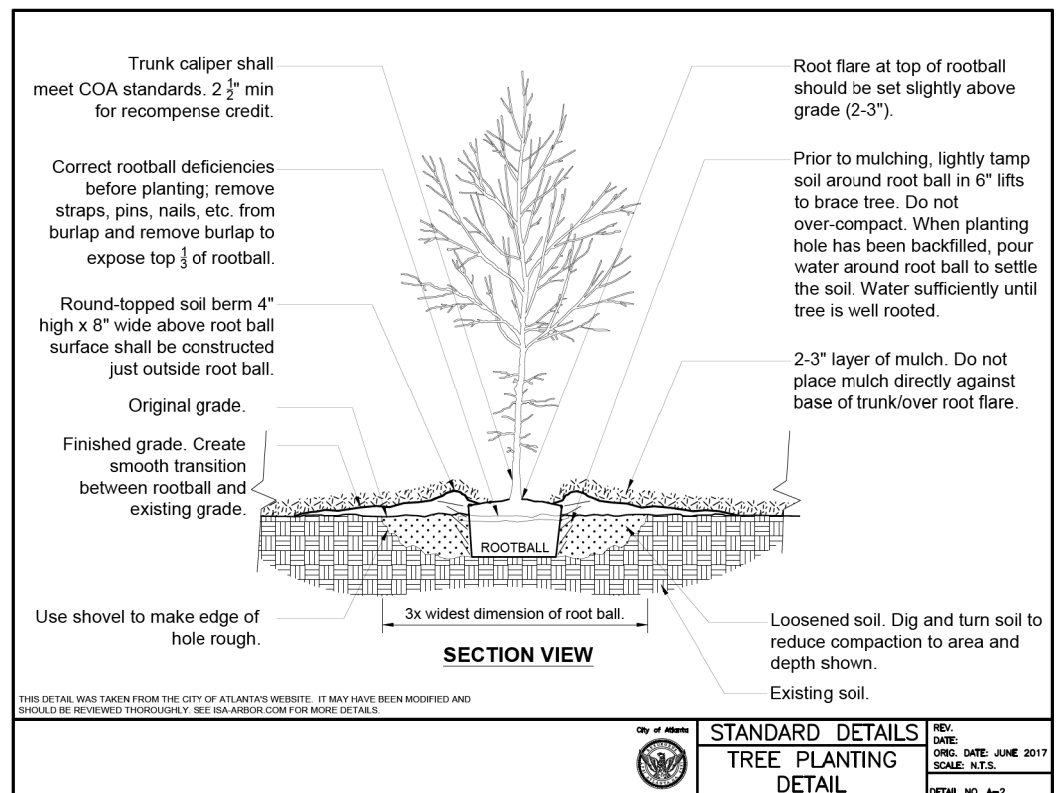 Trunk caliper shall
meet COA standards. 2 1/2" min
for recompense credit.
Correct rootball deficiencies
before planting; remove
straps, pins, nails, etc. from
burlap and remove burlap to
expose top 1/3 of rootball.
Round-topped soil berm 4"
high x 8" wide above root ball
surface shall be constructed
just outside root ball.
Original grade.
Finished grade. Create
smooth transition
between rootball and
existing grade.
Use shovel to make edge of
hole rough.
Root flare at top of rootball
should be set slightly above
grade (2-3").
Prior to mulching, lightly tamp
soil around root ball in 6" lifts
to brace tree. Do not
over-compact. When planting
hole has been backfilled, pour
water around root ball to settle
the soil. Water sufficiently until
tree is well rooted.
2-3" layer of mulch. Do not
place mulch directly against
base of trunk/over root flare.
Loosened soil. Dig and turn soil to
reduce compaction to area and
depth shown.
Existing soil.
ROOTBALL
3x widest dimension of root ball.
SECTION VIEW
THIS DETAIL WAS TAKEN FROM THE CITY OF ATLANTA'S WEBSITE. IT MAY HAVE BEEN MODIFIED AND
SHOULD BE REVIEWED THOROUGHLY. SEE ISA-ARBOR.COM FOR MORE DETAILS.
City of Atlanta
STANDARD DETAILS
TREE PLANTING
DETAIL
REV.
DATE:
ORIG. DATE: JUNE 2017
SCALE: N.T.S.
DETAIL NO. A-2